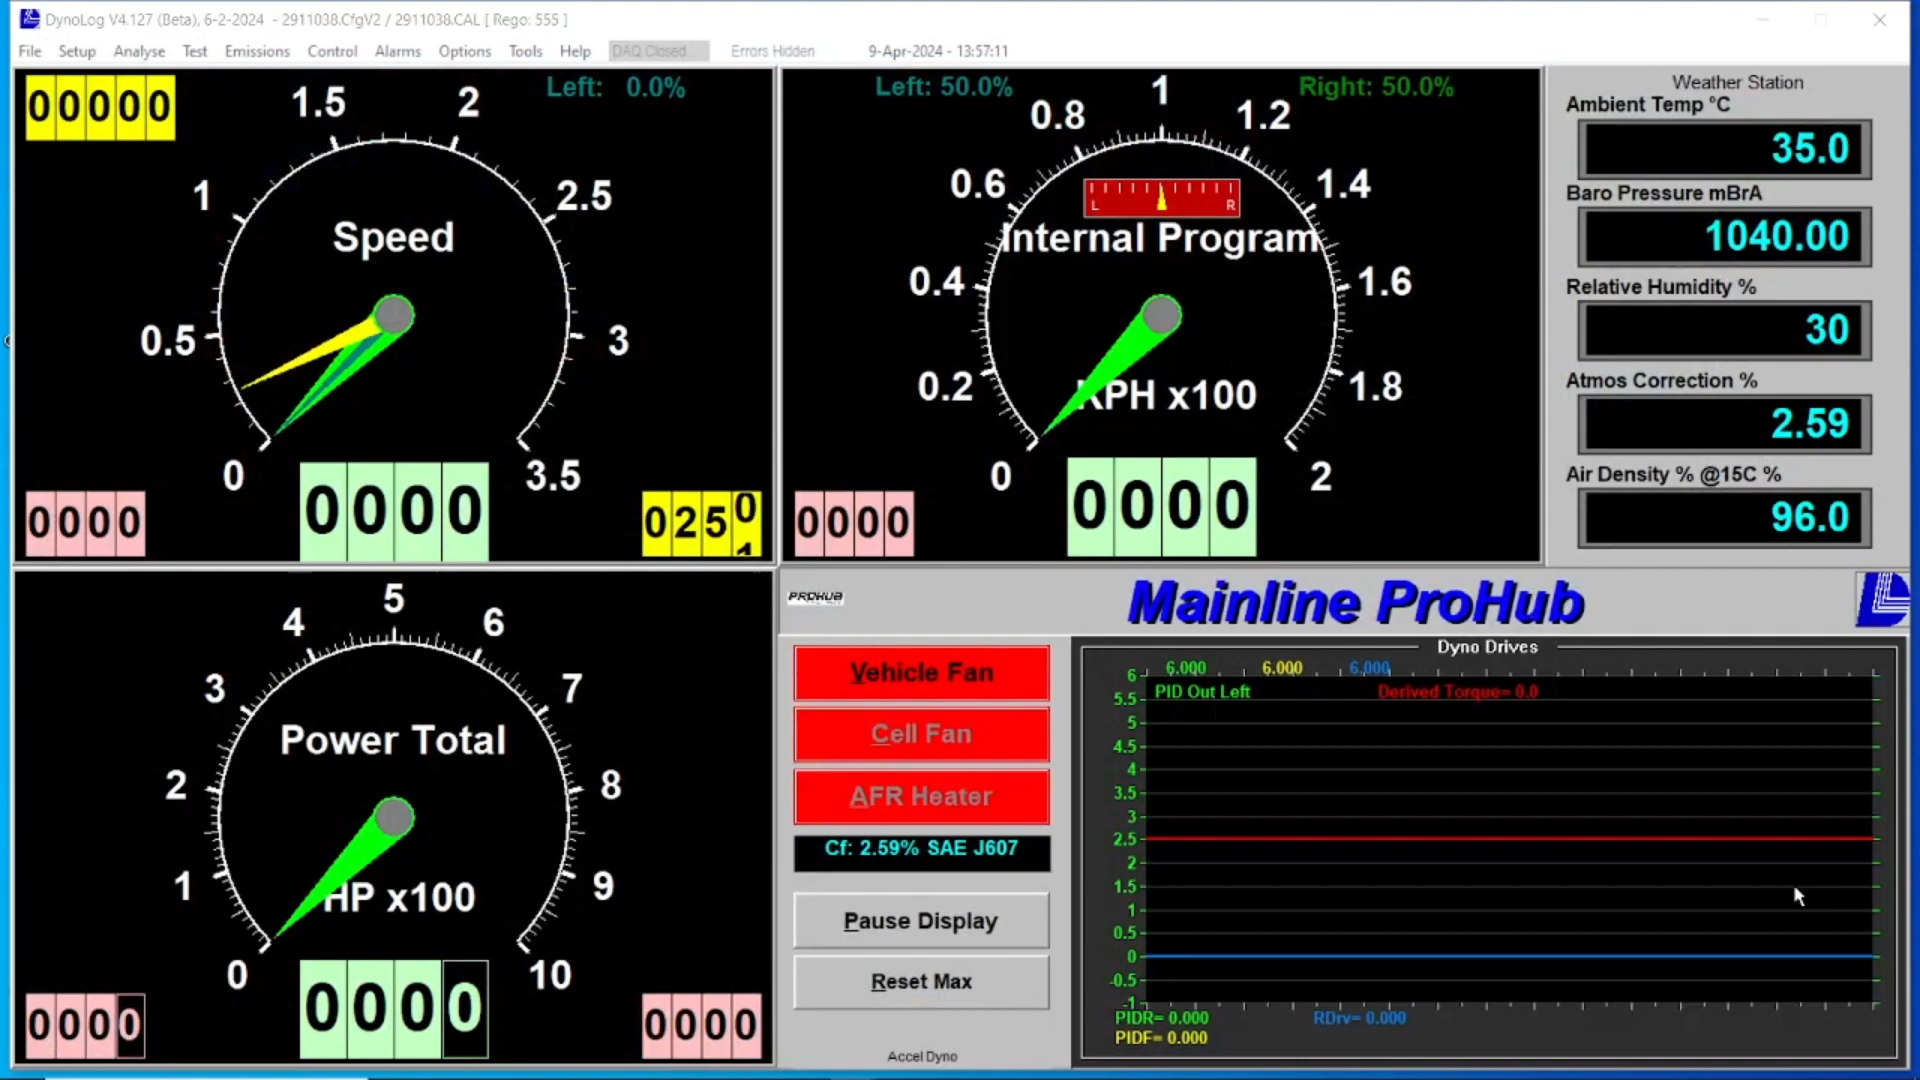 DynoLog V4.127 (Beta), 6-2-2024 - 2911038.CfgV2 / 2911038.CAL [ Rego: 555 ]
File Setup Analyse Test Emissions Control Alarms Options Tools Help DAQ Closed Errors Hidden 9-Apr-2024 - 13:57:11
00000
Left: 0.0%
0 0.5 1 1.5 2 2.5 3 3.5
Speed
0000
0000
0250
1
Left: 50.0%
Right: 50.0%
0 0.2 0.4 0.6 0.8 1 1.2 1.4 1.6 1.8 2
L R
Internal Program
KPH x100
0000
0000
Weather Station
Ambient Temp °C
35.0
Baro Pressure mBrA
1040.00
Relative Humidity %
30
Atmos Correction %
2.59
Air Density % @15C %
96.0
0 1 2 3 4 5 6 7 8 9 10
Power Total
HP x100
0000
0000
0000
PROHUB
Mainline ProHub
Vehicle Fan
Cell Fan
AFR Heater
Cf: 2.59% SAE J607
Pause Display
Reset Max
Accel Dyno
Dyno Drives
6.000 6.000 6.000
PID Out Left Derived Torque= 0.0
6
5.5
5
4.5
4
3.5
3
2.5
2
1.5
1
0.5
0
-0.5
-1
PIDR= 0.000 RDrv= 0.000
PIDF= 0.000